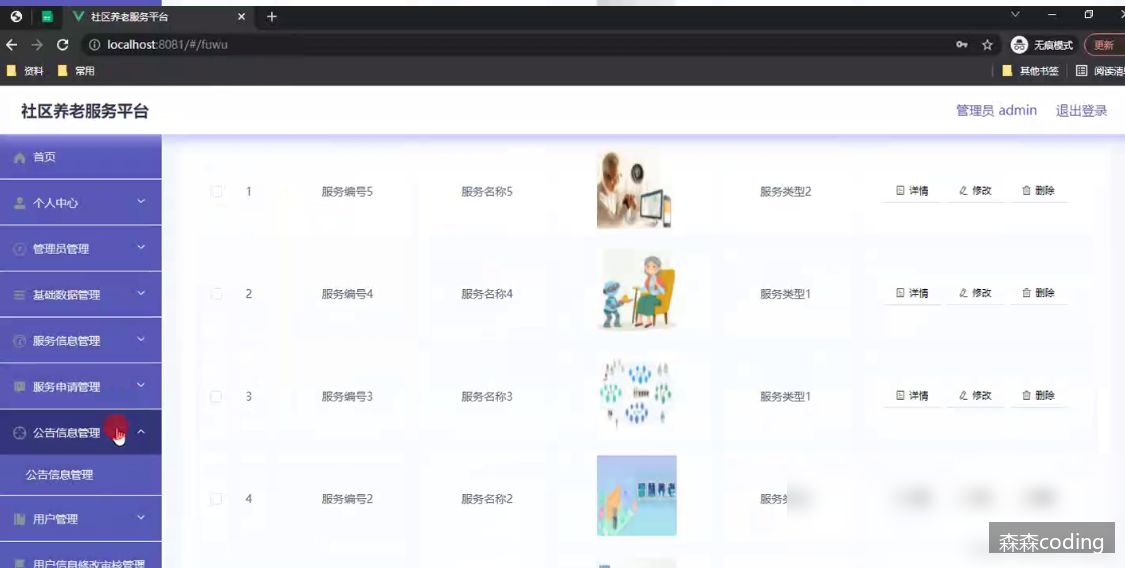 社区养老服务平台
localhost:8081/#/fuwu
无痕模式
更新
资料
常用
其他书签
阅读清
社区养老服务平台
管理员 admin
退出登录
首页
个人中心
管理员管理
基础数据管理
服务信息管理
服务申请管理
公告信息管理
公告信息管理
用户管理
用户信息修改审核管理
1 服务编号5 服务名称5 服务类型2 详情 修改 删除
2 服务编号4 服务名称4 服务类型1 详情 修改 删除
3 服务编号3 服务名称3 服务类型1 详情 修改 删除
4 服务编号2 服务名称2 智慧养老 服务
森森coding